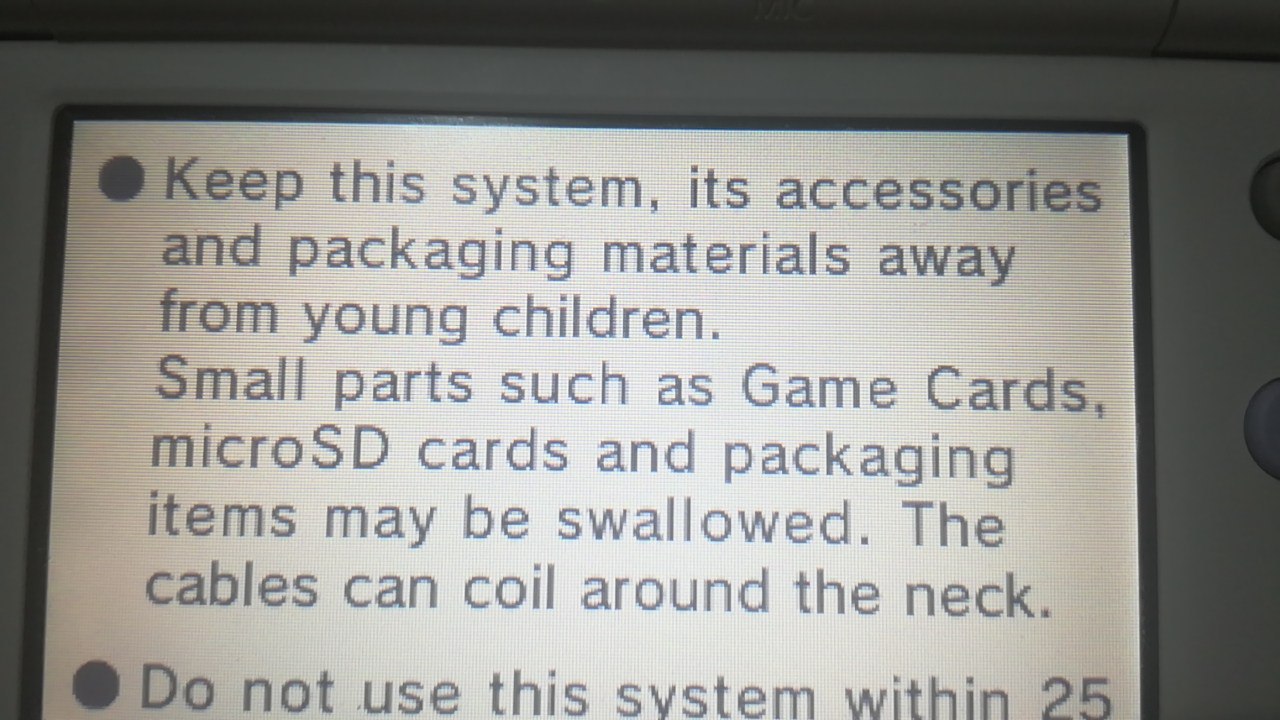 MIC
● Keep this system, its accessories
and packaging materials away
from young children.
Small parts such as Game Cards,
microSD cards and packaging
items may be swallowed. The
cables can coil around the neck.
● Do not use this system within 25